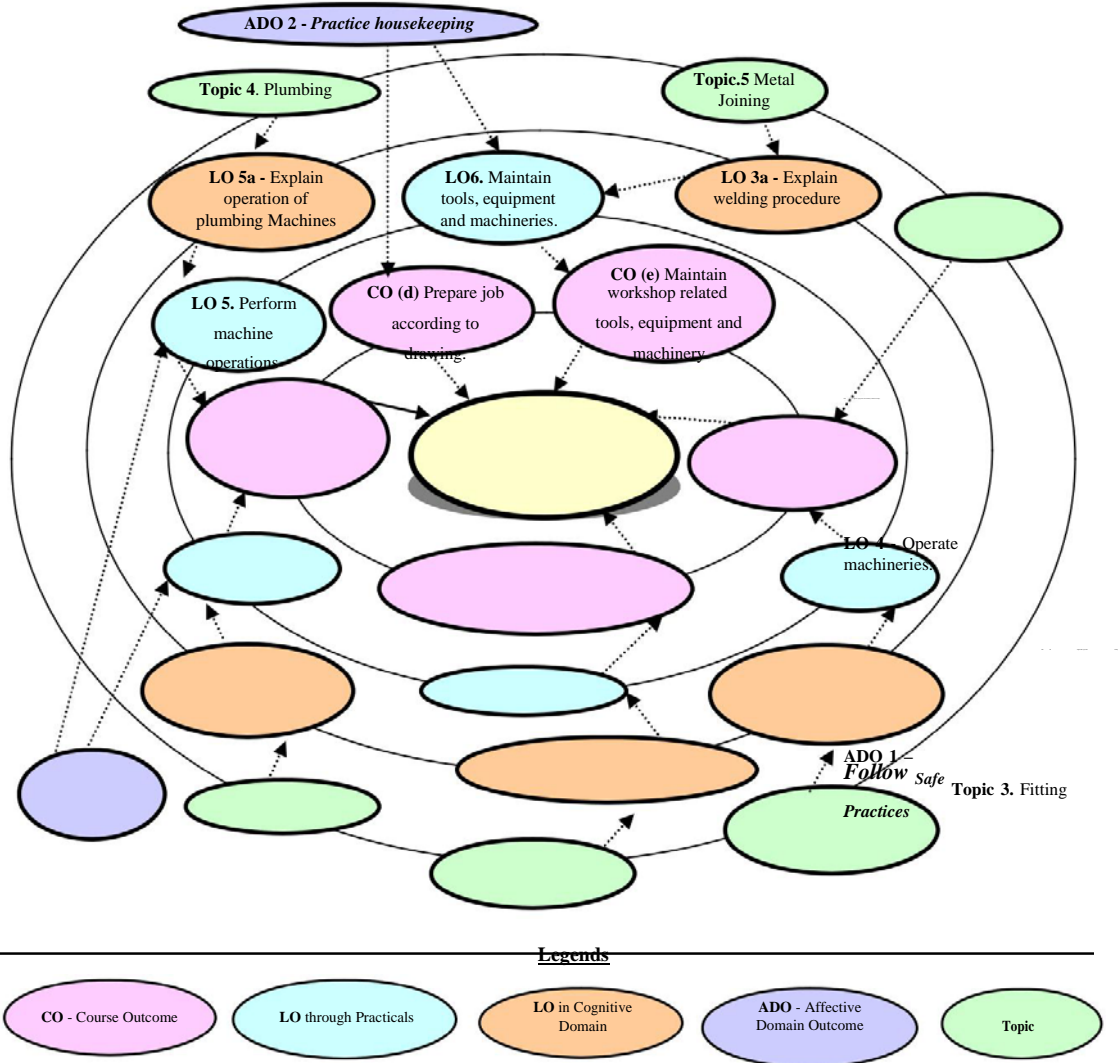 ADO 2 - Practice housekeeping
Topic 4. Plumbing
Topic.5 Metal
Joining
LO 5a - Explain
operation of
plumbing Machines
LO6. Maintain
tools, equipment
and machineries.
LO 3a - Explain
welding procedure
LO 5. Perform
machine
operations
CO (d) Prepare job
according to
drawing.
CO (e) Maintain
workshop related
tools, equipment and
machinery
LO 4 - Operate
machineries.
ADO 1 –
Follow Safe
Practices
Topic 3. Fitting
Legends
CO - Course Outcome
LO through Practicals
LO in Cognitive
Domain
ADO - Affective
Domain Outcome
Topic